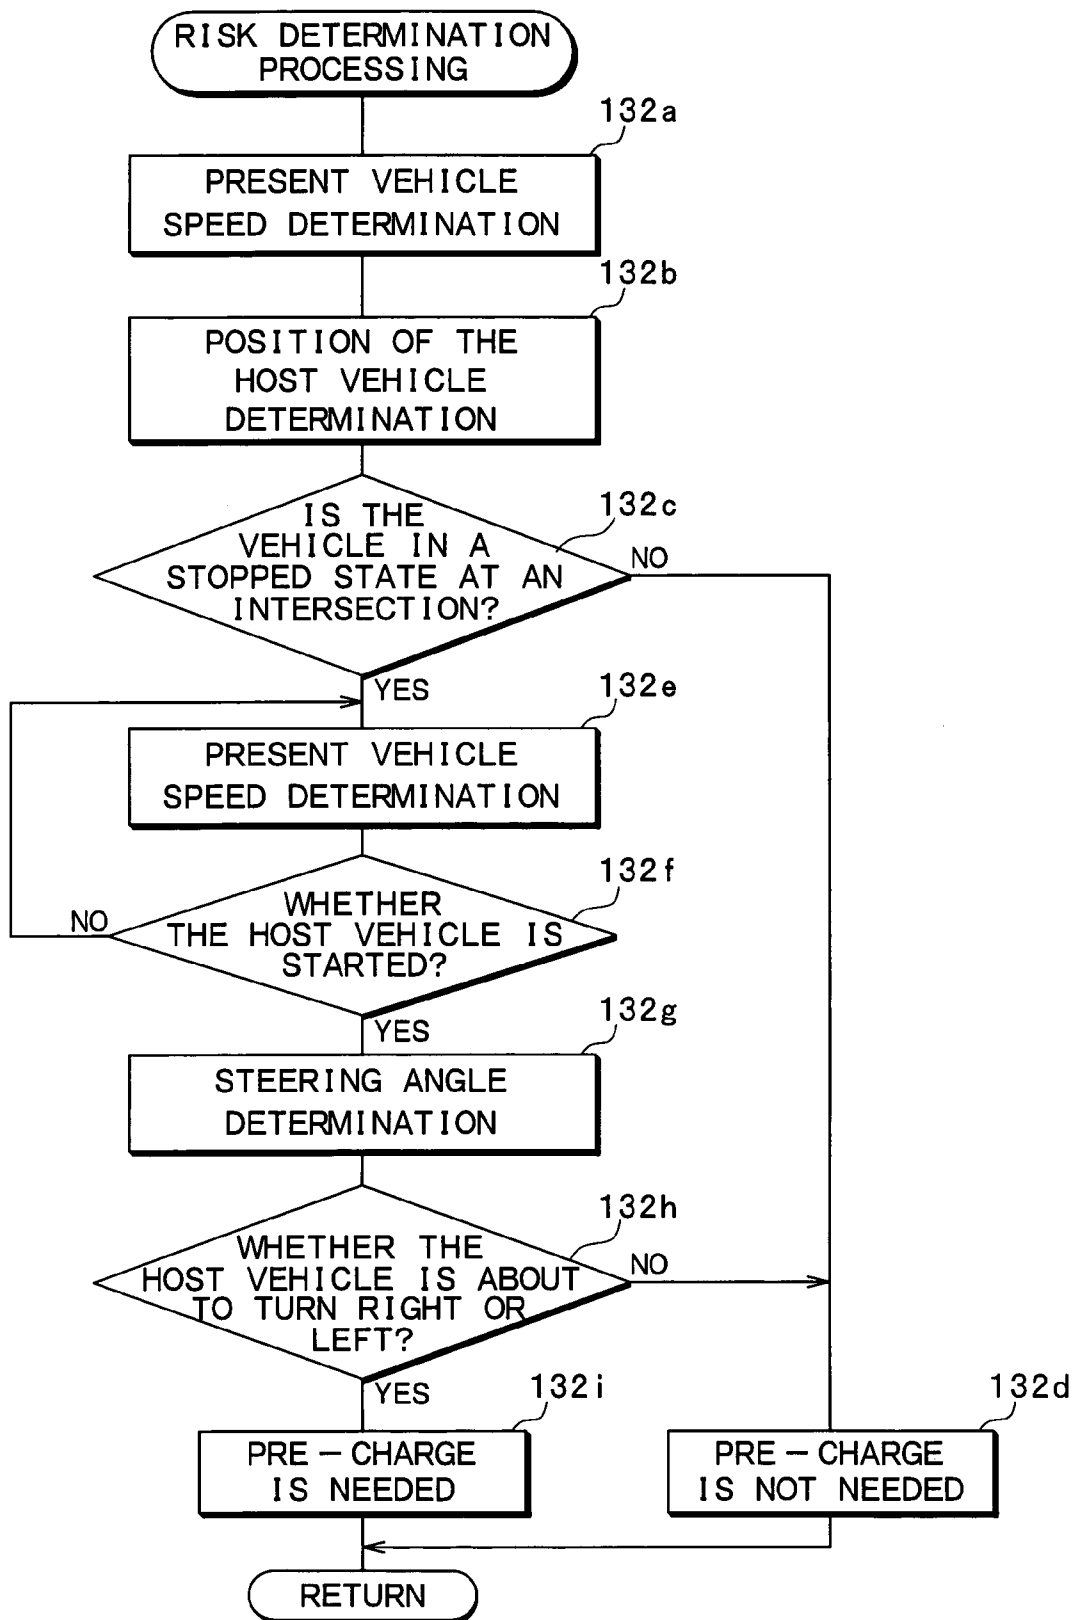 RISK DETERMINATION
PROCESSING
132a
PRESENT VEHICLE
SPEED DETERMINATION
132b
POSITION OF THE
HOST VEHICLE
DETERMINATION
132c
IS THE
VEHICLE IN A
STOPPED STATE AT AN
INTERSECTION?
NO
YES
132e
PRESENT VEHICLE
SPEED DETERMINATION
132f
WHETHER
THE HOST VEHICLE IS
STARTED?
NO
YES
132g
STEERING ANGLE
DETERMINATION
132h
WHETHER THE
HOST VEHICLE IS ABOUT
TO TURN RIGHT OR
LEFT?
NO
YES
132i
PRE-CHARGE
IS NEEDED
132d
PRE-CHARGE
IS NOT NEEDED
RETURN